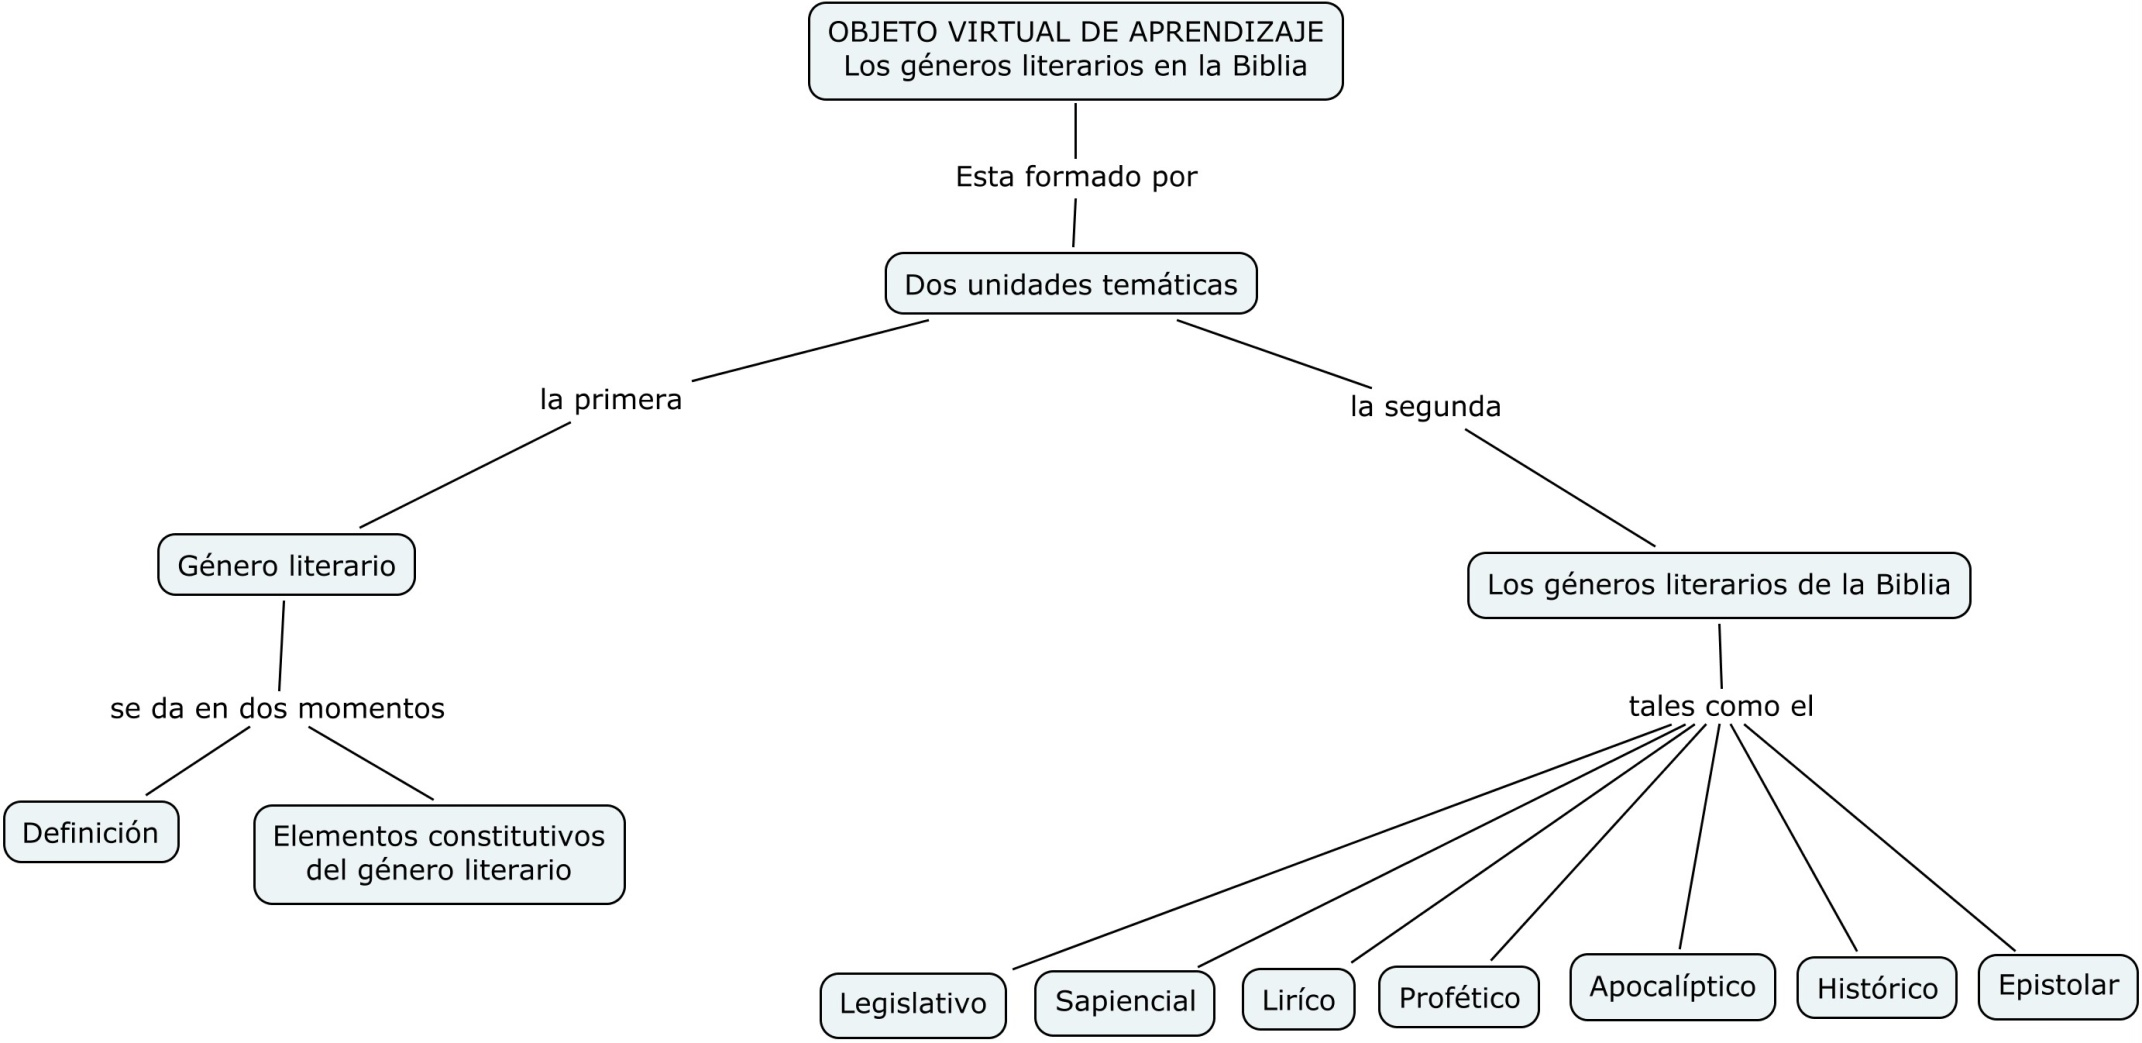 OBJETO VIRTUAL DE APRENDIZAJE
Los géneros literarios en la Biblia
Esta formado por
Dos unidades temáticas
la primera
la segunda
Género literario
Los géneros literarios de la Biblia
se da en dos momentos
tales como el
Definición
Elementos constitutivos
del género literario
Legislativo
Sapiencial
Liríco
Profético
Apocalíptico
Histórico
Epistolar